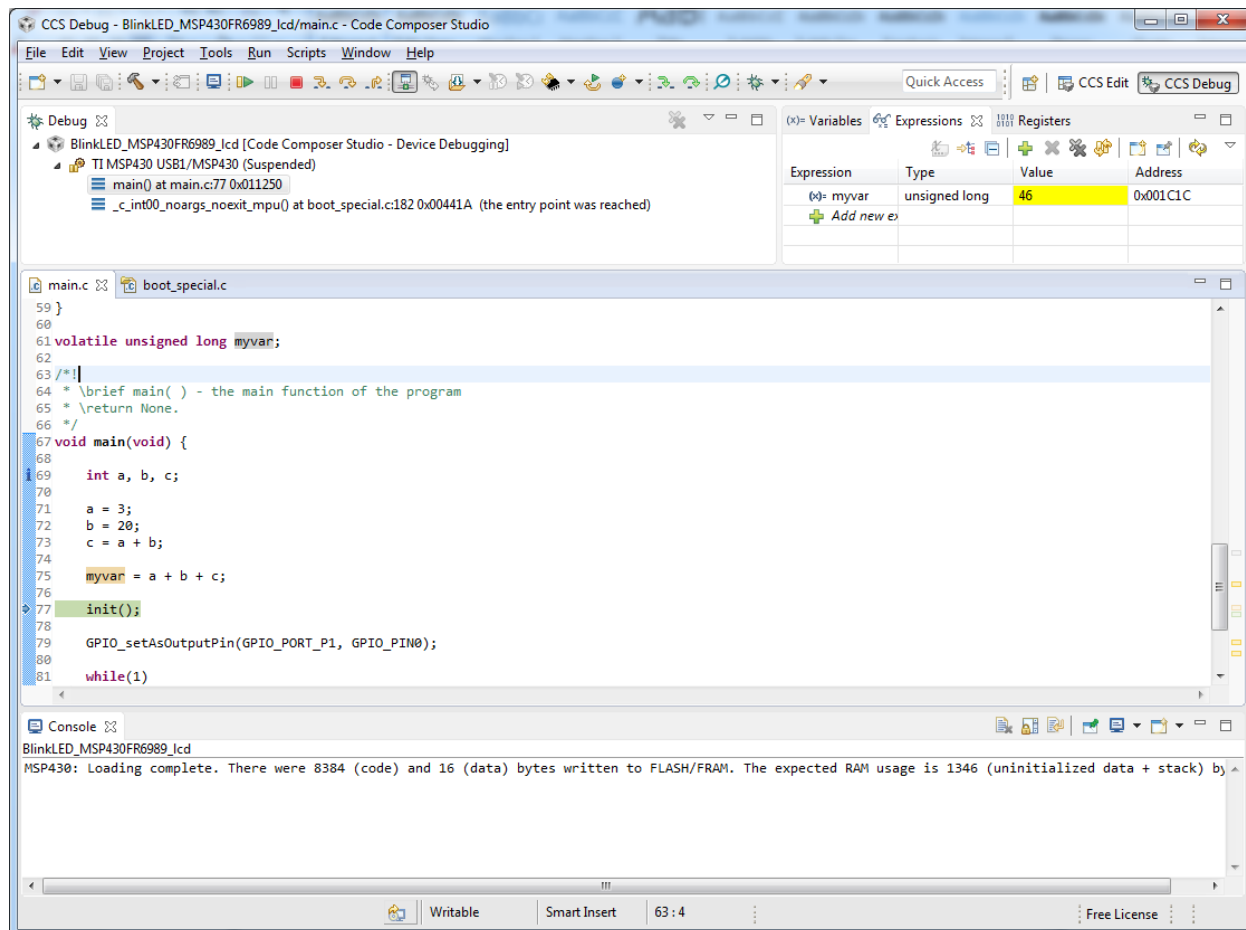 CCS Debug - BlinkLED_MSP430FR6989_lcd/main.c - Code Composer Studio
File Edit View Project Tools Run Scripts Window Help
Quick Access CCS Edit CCS Debug
Debug
BlinkLED_MSP430FR6989_lcd [Code Composer Studio - Device Debugging]
TI MSP430 USB1/MSP430 (Suspended)
main() at main.c:77 0x011250
_c_int00_noargs_noexit_mpu() at boot_special.c:182 0x00441A (the entry point was reached)
(x)= Variables Expressions 1010 0101 Registers
Expression Type Value Address
(x)= myvar unsigned long 46 0x001C1C
Add new ex
main.c boot_special.c
59 }
60
61 volatile unsigned long myvar;
62
63 /*!
64 * \brief main( ) - the main function of the program
65 * \return None.
66 */
67 void main(void) {
68
69 int a, b, c;
70
71 a = 3;
72 b = 20;
73 c = a + b;
74
75 myvar = a + b + c;
76
77 init();
78
79 GPIO_setAsOutputPin(GPIO_PORT_P1, GPIO_PIN0);
80
81 while(1)
Console
BlinkLED_MSP430FR6989_lcd
MSP430: Loading complete. There were 8384 (code) and 16 (data) bytes written to FLASH/FRAM. The expected RAM usage is 1346 (uninitialized data + stack) by
Writable Smart Insert 63 : 4 Free License